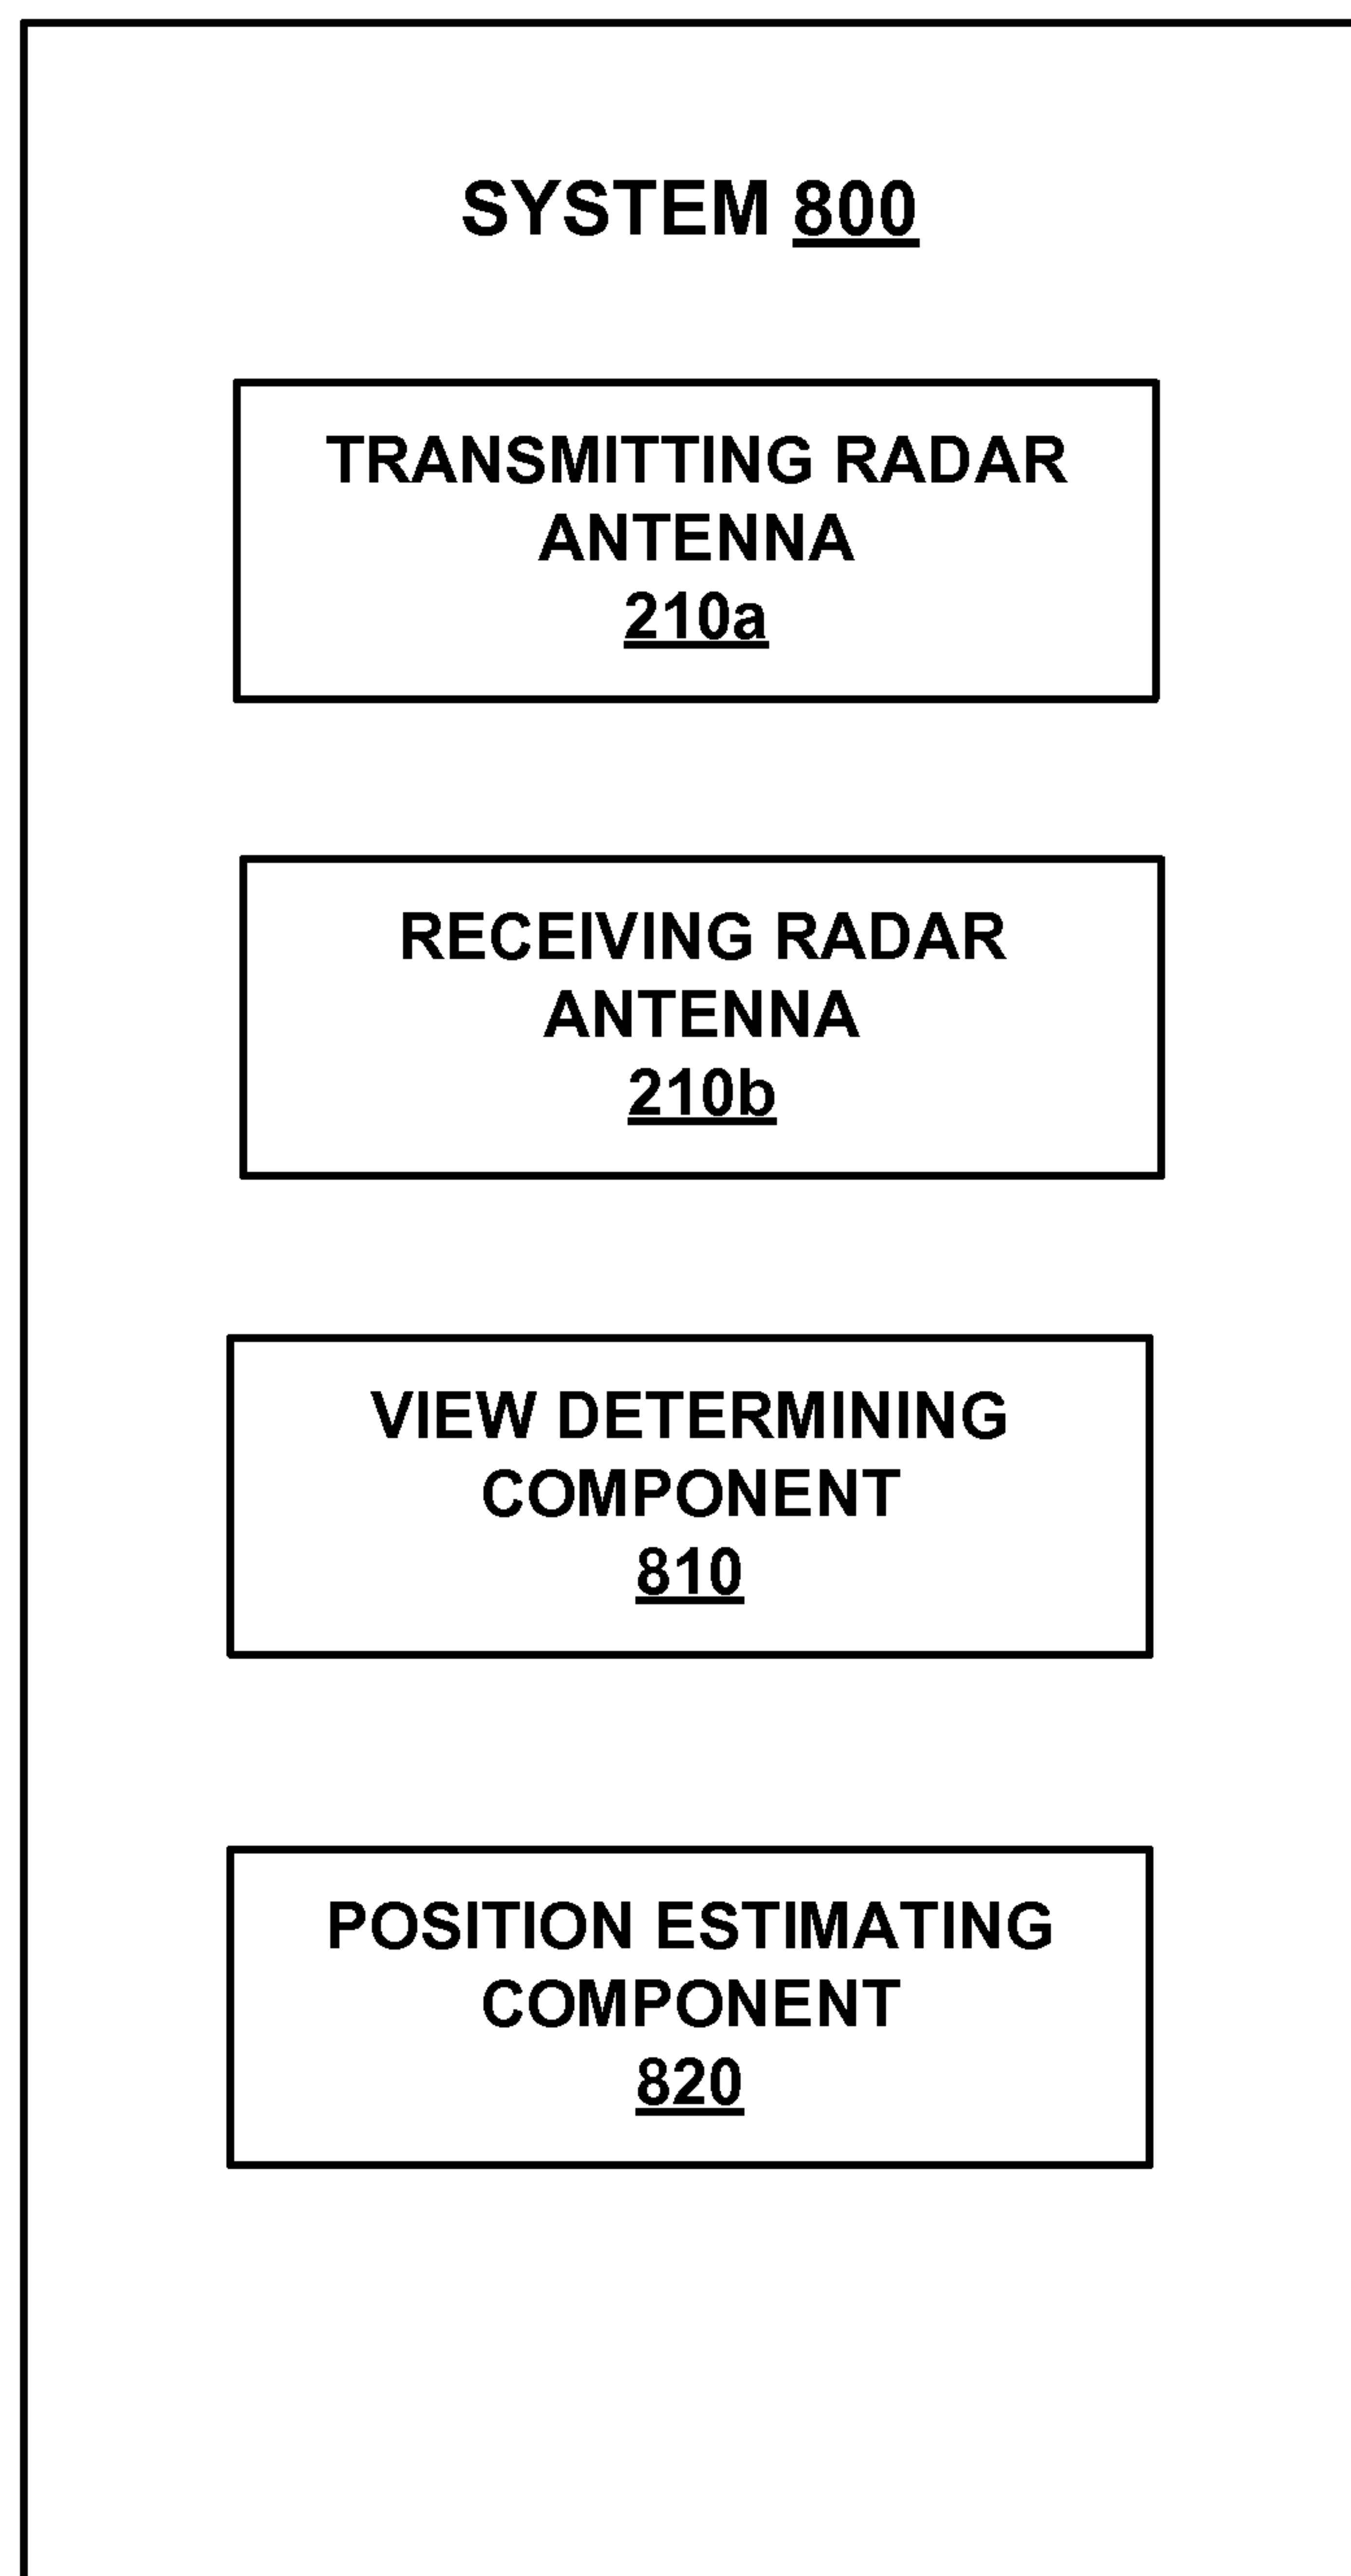 SYSTEM 800
TRANSMITTING RADAR
ANTENNA
210a
RECEIVING RADAR
ANTENNA
210b
VIEW DETERMINING
COMPONENT
810
POSITION ESTIMATING
COMPONENT
820